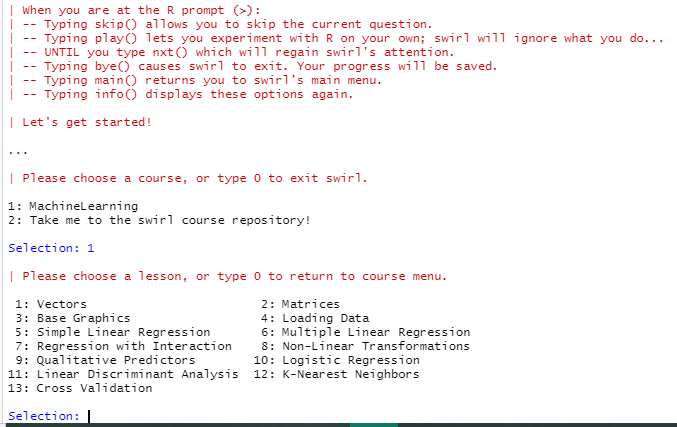 | When you are at the R prompt (>):
| -- Typing skip() allows you to skip the current question.
| -- Typing play() lets you experiment with R on your own; swirl will ignore what you do...
| -- UNTIL you type nxt() which will regain swirl's attention.
| -- Typing bye() causes swirl to exit. Your progress will be saved.
| -- Typing main() returns you to swirl's main menu.
| -- Typing info() displays these options again.
| Let's get started!
...
| Please choose a course, or type 0 to exit swirl.
1: MachineLearning
2: Take me to the swirl course repository!
Selection: 1
| Please choose a lesson, or type 0 to return to course menu.
1: Vectors 2: Matrices
3: Base Graphics 4: Loading Data
5: Simple Linear Regression 6: Multiple Linear Regression
7: Regression with Interaction 8: Non-Linear Transformations
9: Qualitative Predictors 10: Logistic Regression
11: Linear Discriminant Analysis 12: K-Nearest Neighbors
13: Cross Validation
Selection: